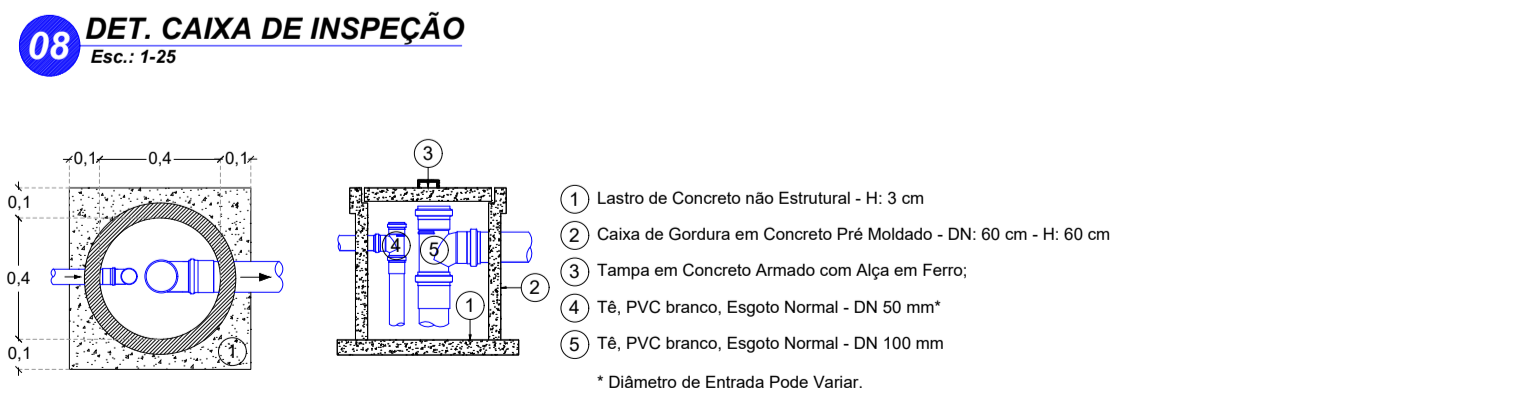 08
DET. CAIXA DE INSPEÇÃO
Esc.: 1-25
0,1 0,4 0,1
0,1
0,4
0,1
1
3
4
5
2
1
1 Lastro de Concreto não Estrutural - H: 3 cm
2 Caixa de Gordura em Concreto Pré Moldado - DN: 60 cm - H: 60 cm
3 Tampa em Concreto Armado com Alça em Ferro;
4 Tê, PVC branco, Esgoto Normal - DN 50 mm*
5 Tê, PVC branco, Esgoto Normal - DN 100 mm
* Diâmetro de Entrada Pode Variar.